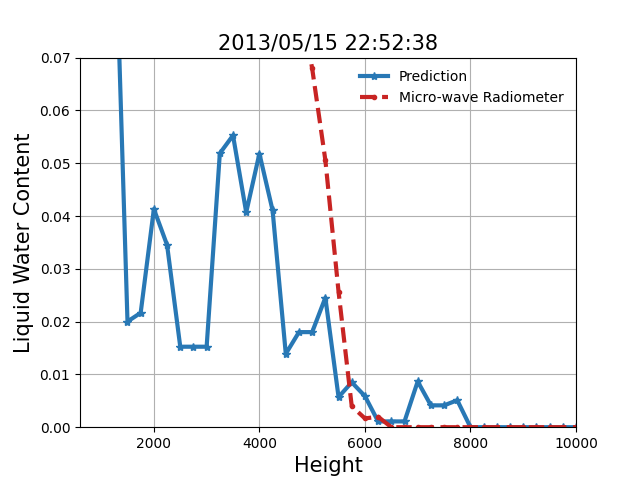 2013/05/15 22:52:38
Prediction
Micro-wave Radiometer
0.07
0.06
0.05
0.04
0.03
0.02
0.01
0.00
Liquid Water Content
2000 4000 6000 8000 10000
Height